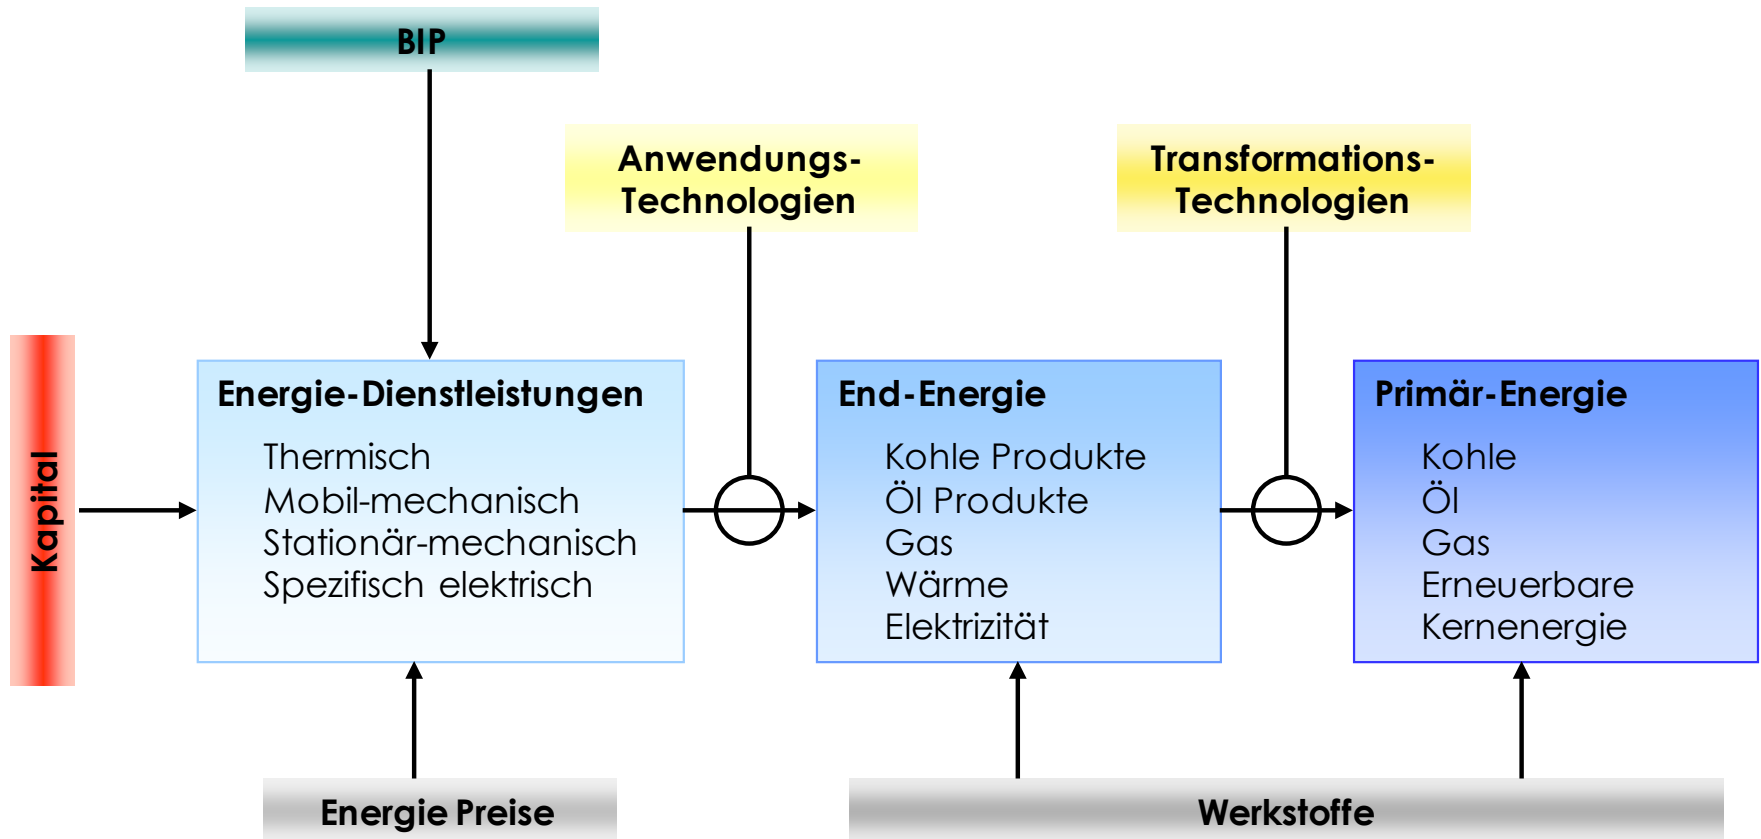 BIP
Anwendungs-
Technologien
Transformations-
Technologien
Kapital
Energie-Dienstleistungen
Thermisch
Mobil-mechanisch
Stationär-mechanisch
Spezifisch elektrisch
End-Energie
Kohle Produkte
Öl Produkte
Gas
Wärme
Elektrizität
Primär-Energie
Kohle
Öl
Gas
Erneuerbare
Kernenergie
Energie Preise
Werkstoffe